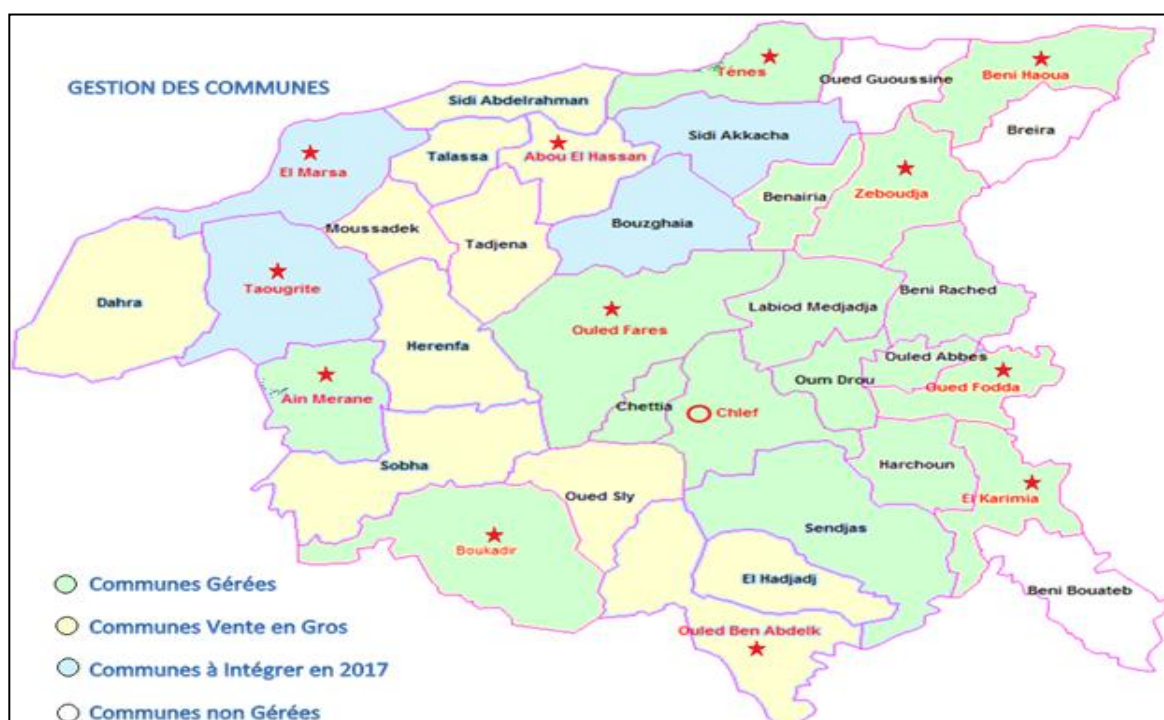 GESTION DES COMMUNES
Ténes
Oued Guoussine
Beni Haoua
Sidi Abdelrahman
Breira
Sidi Akkacha
Talassa
Abou El Hassan
El Marsa
Zeboudja
Benairia
Bouzghaia
Moussadek
Tadjena
Beni Rached
Taougrite
Dahra
Labiod Medjadja
Ouled Fares
Herenfa
Ouled Abbes
Oum Drou
Oued Fodda
Ain Merane
Chettia
Chlef
Sobha
Harchoun
Oued Sly
El Karimia
Sendjas
Boukadir
El Hadjadj
Beni Bouateb
Ouled Ben Abdelk
Communes Gérées
Communes Vente en Gros
Communes à Intégrer en 2017
Communes non Gérées